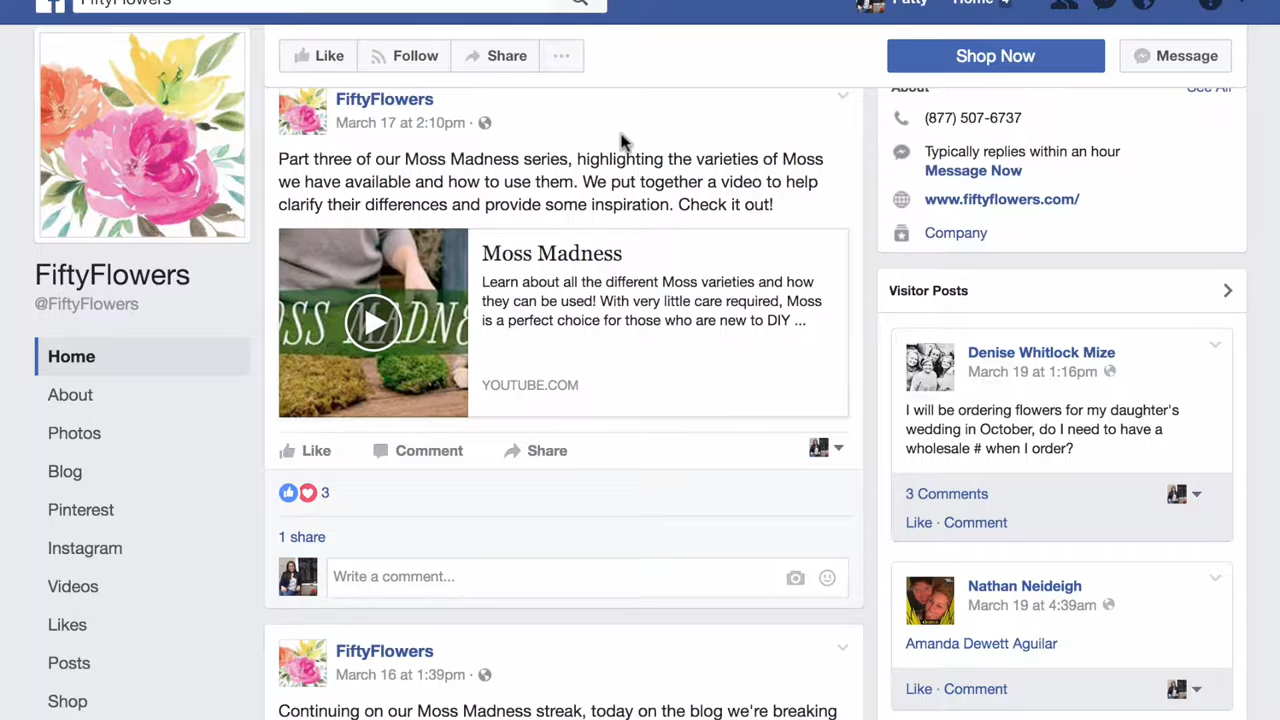 FiftyFlowers
Patty
Home 4
Like
Follow
Share
Shop Now
Message
FiftyFlowers
@FiftyFlowers
Home
About
Photos
Blog
Pinterest
Instagram
Videos
Likes
Posts
Shop
FiftyFlowers
March 17 at 2:10pm ·
Part three of our Moss Madness series, highlighting the varieties of Moss
we have available and how to use them. We put together a video to help
clarify their differences and provide some inspiration. Check it out!
MOSS MADNE
Moss Madness
Learn about all the different Moss varieties and how
they can be used! With very little care required, Moss
is a perfect choice for those who are new to DIY ...
YOUTUBE.COM
Like
Comment
Share
3
1 share
Write a comment...
FiftyFlowers
March 16 at 1:39pm ·
Continuing on our Moss Madness streak, today on the blog we're breaking
About
See All
(877) 507-6737
Typically replies within an hour
Message Now
www.fiftyflowers.com/
Company
Visitor Posts
Denise Whitlock Mize
March 19 at 1:16pm
I will be ordering flowers for my daughter's
wedding in October, do I need to have a
wholesale # when I order?
3 Comments
Like · Comment
Nathan Neideigh
March 19 at 4:39am
Amanda Dewett Aguilar
Like · Comment